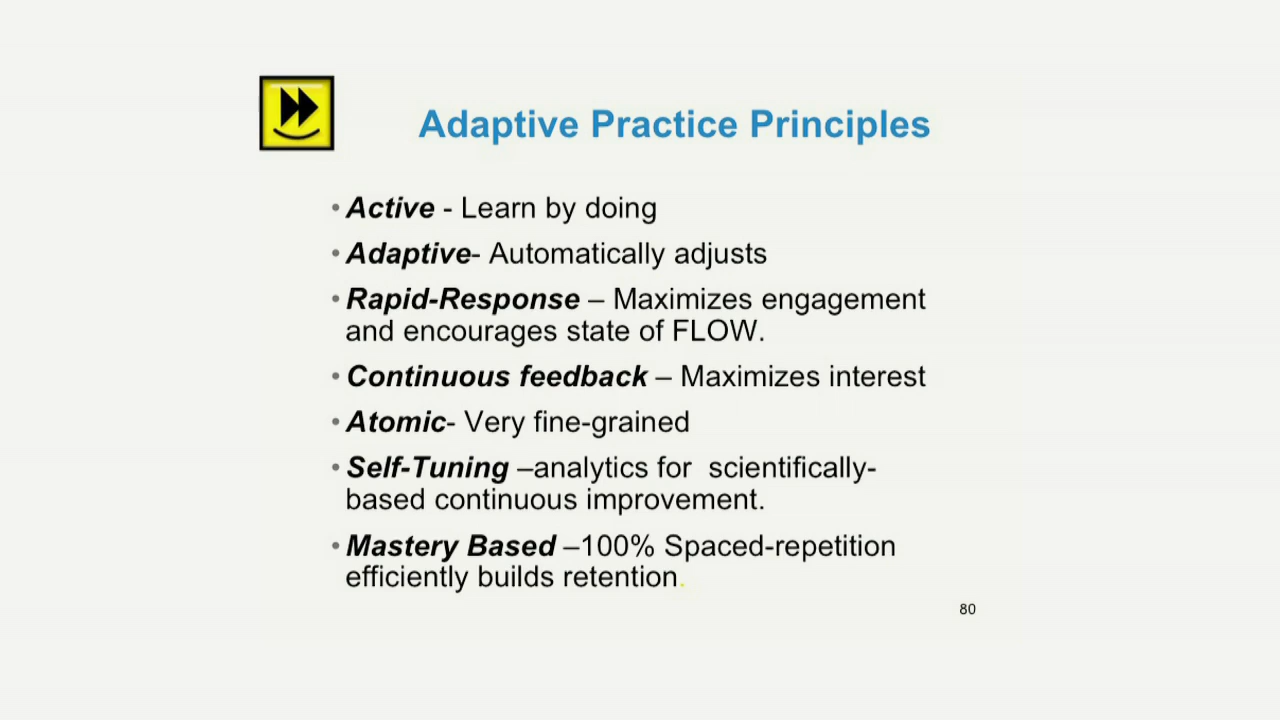 Adaptive Practice Principles
•Active - Learn by doing
•Adaptive- Automatically adjusts
•Rapid-Response – Maximizes engagement
and encourages state of FLOW.
•Continuous feedback – Maximizes interest
•Atomic- Very fine-grained
•Self-Tuning –analytics for  scientifically-
based continuous improvement.
•Mastery Based –100% Spaced-repetition
efficiently builds retention.
80